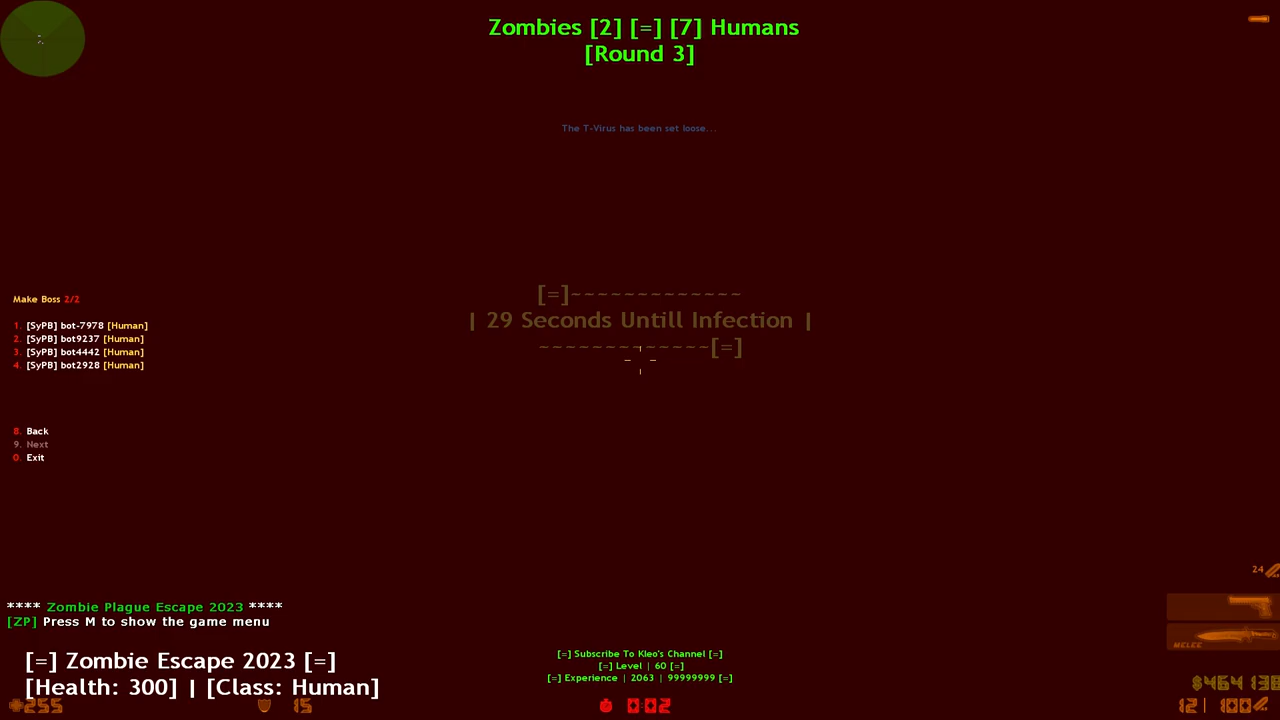 Zombies [2] [=] [7] Humans
[Round 3]
The T-Virus has been set loose...
[=]~~~~~~~~~~~~~
| 29 Seconds Untill Infection |
~~~~~~~~~~~~~[=]
Make Boss 2/2
1. [SyPB] bot-7978 [Human]
2. [SyPB] bot9237 [Human]
3. [SyPB] bot4442 [Human]
4. [SyPB] bot2928 [Human]
8. Back
9. Next
0. Exit
**** Zombie Plague Escape 2023 ****
[ZP] Press M to show the game menu
[=] Zombie Escape 2023 [=]
[Health: 300] | [Class: Human]
255 15
[=] Subscribe To Kleo's Channel [=]
[=] Level | 60 [=]
[=] Experience | 2063 | 99999999 [=]
0:02
24
MELEE
12| 100